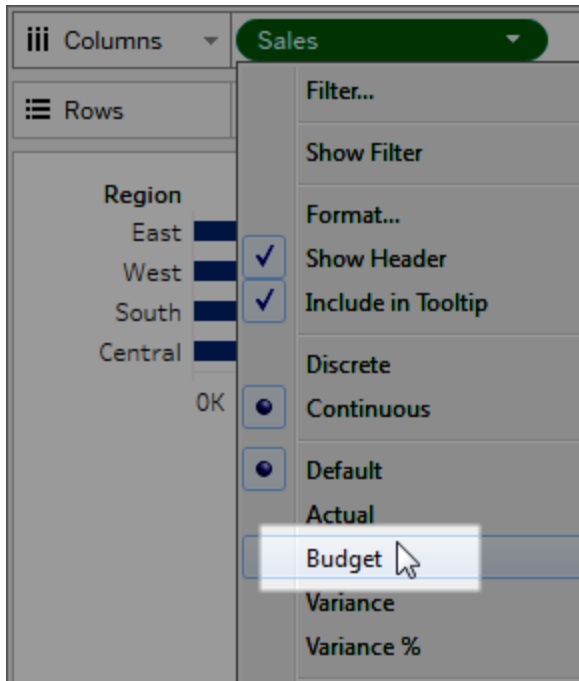 Columns
Sales
Rows
Filter...
Show Filter
Format...
Show Header
Include in Tooltip
Discrete
Continuous
Default
Actual
Budget
Variance
Variance %
Region
East
West
South
Central
0K